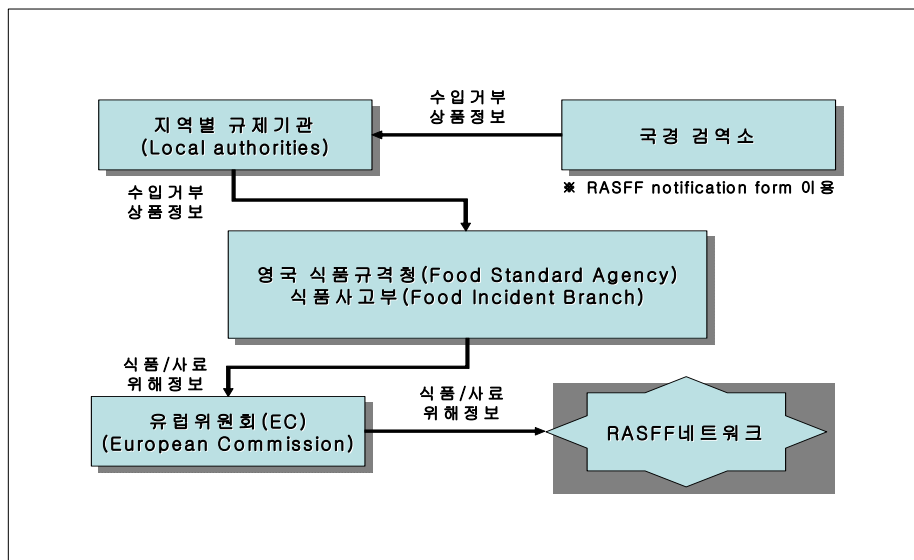 수입거부
상품정보
지역별 규제기관
(Local authorities)
국경 검역소
※ RASFF notification form 이용
수입거부
상품정보
영국 식품규격청(Food Standard Agency)
식품사고부(Food Incident Branch)
식품/사료
위해정보
식품/사료
위해정보
유럽위원회(EC)
(European Commission)
RASFF네트워크